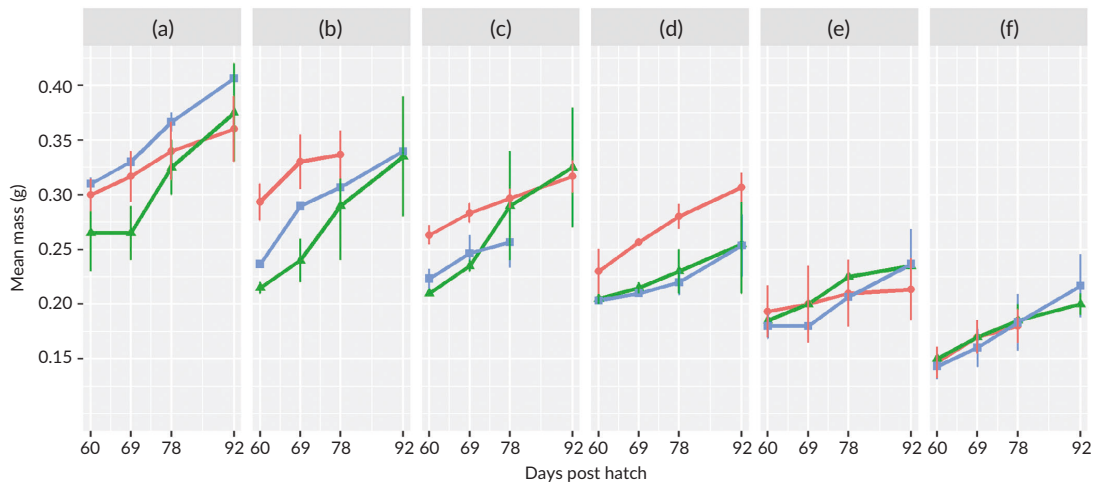 (a) (b) (c) (d) (e) (f)
Mean mass (g)
0.40
0.35
0.30
0.25
0.20
0.15
60 69 78 92 60 69 78 92 60 69 78 92 60 69 78 92 60 69 78 92 60 69 78 92
Days post hatch